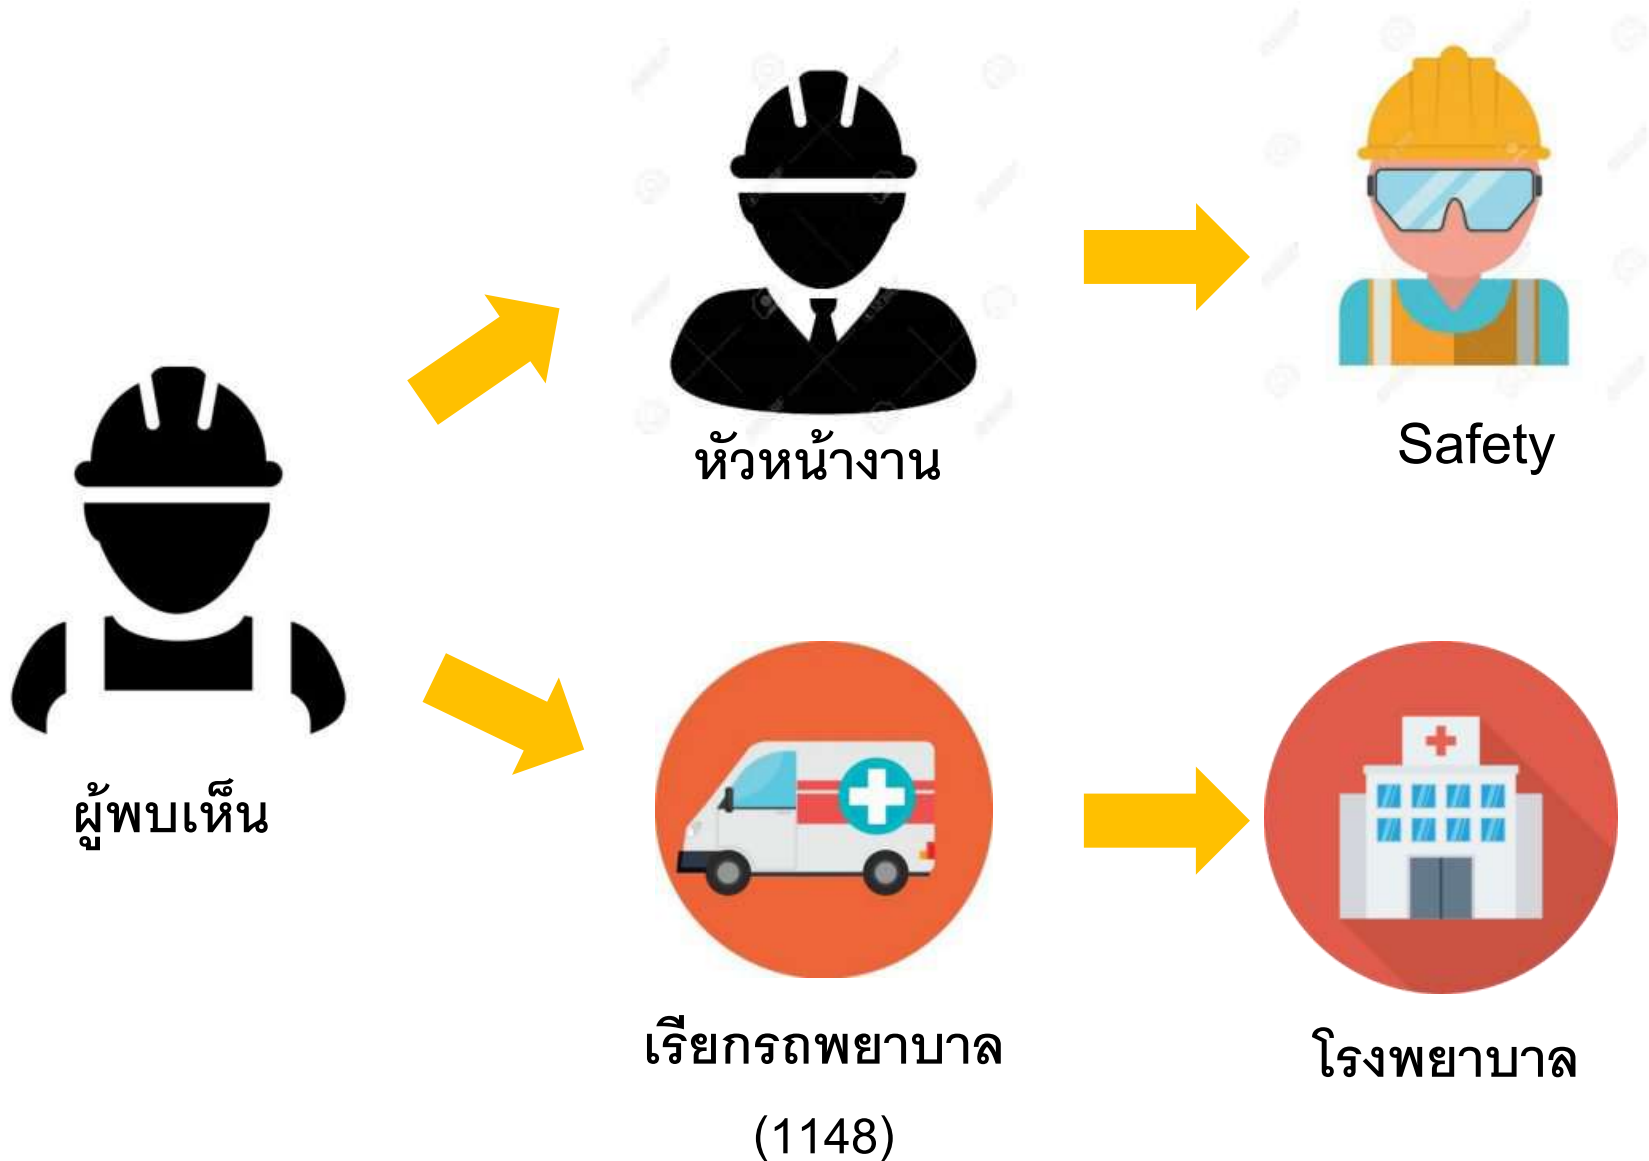 หัวหน้างาน
Safety
ผู้พบเห็น
เรียกรถพยาบาล
(1148)
โรงพยาบาล